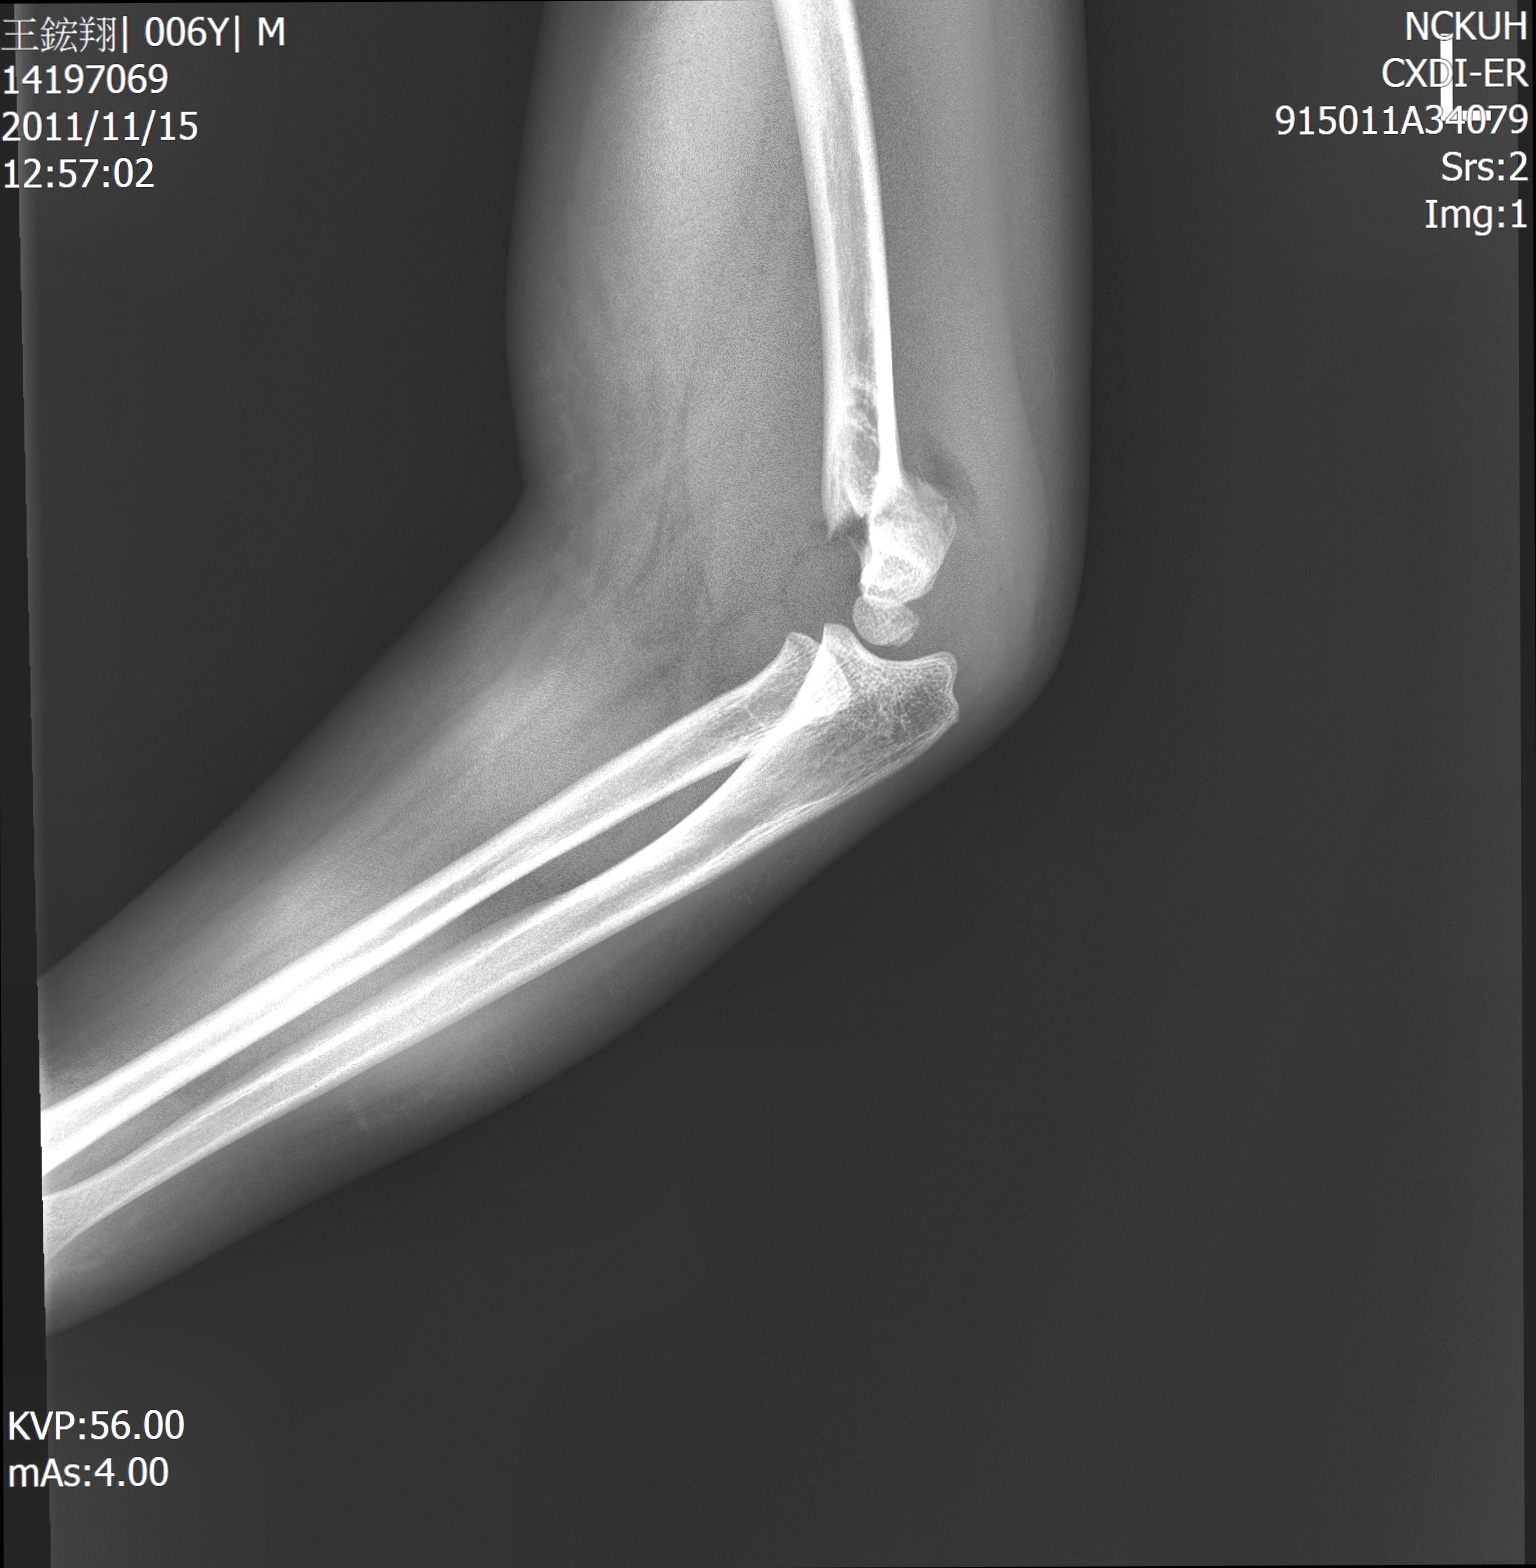 王鋐翔| 006Y| M
14197069
2011/11/15
12:57:02
NCKUH
CXDI-ER
915011A34079
Srs:2
Img:1
L
KVP:56.00
mAs:4.00